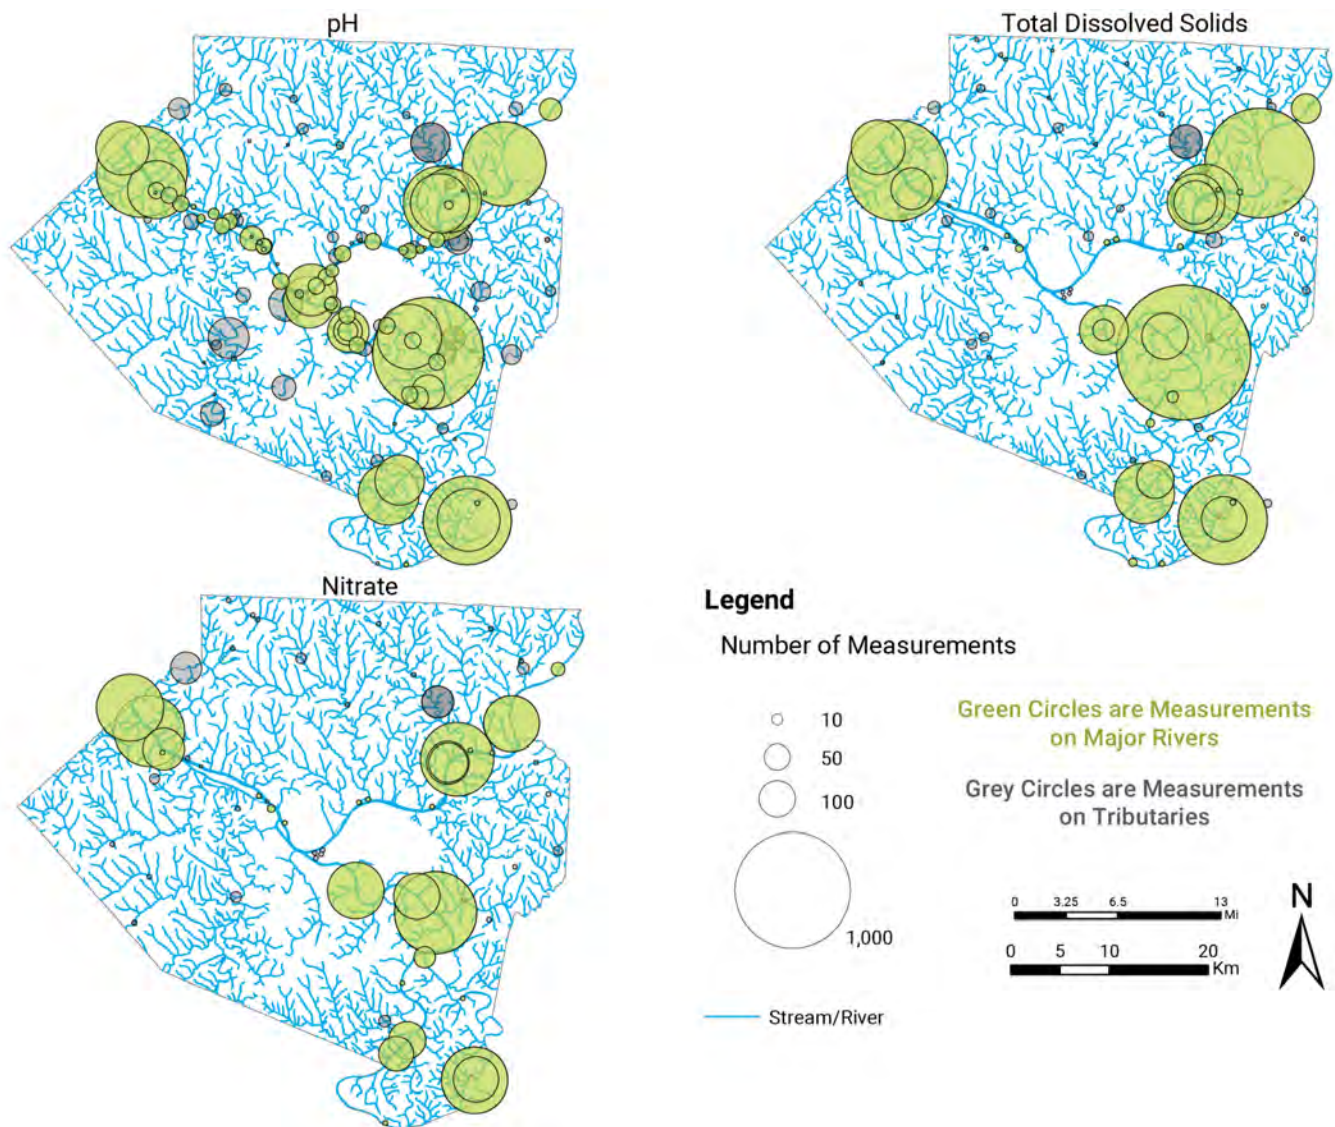 pH
Total Dissolved Solids
Nitrate
Legend
Number of Measurements
10
50
100
1,000
Stream/River
Green Circles are Measurements
on Major Rivers
Grey Circles are Measurements
on Tributaries
0 3.25 6.5 13
Mi
0 5 10 20
Km
N